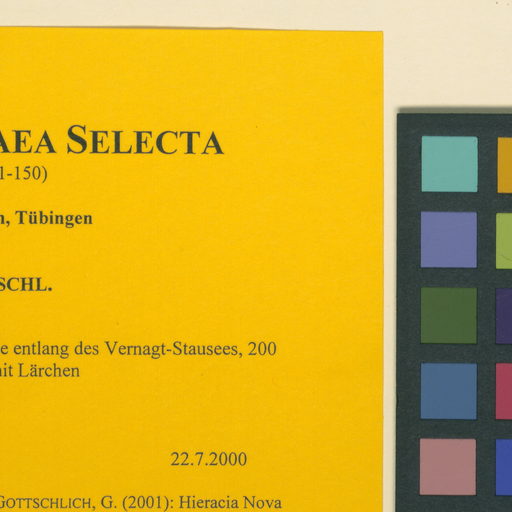 AEA SELECTA
1-150)
n, Tübingen
SCHL.
e entlang des Vernagt-Stausees, 200
nit Lärchen
22.7.2000
GOTTSCHLICH, G. (2001): Hieracia Nova